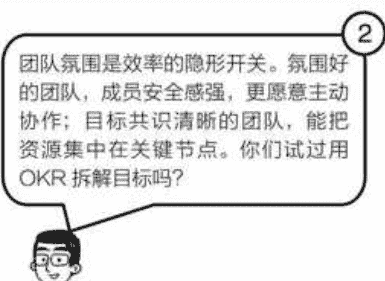 2
团队氛围是效率的隐形开关。氛围好
的团队，成员安全感强，更愿意主动
协作；目标共识清晰的团队，能把
资源集中在关键节点。你们试过用
OKR 拆解目标吗？